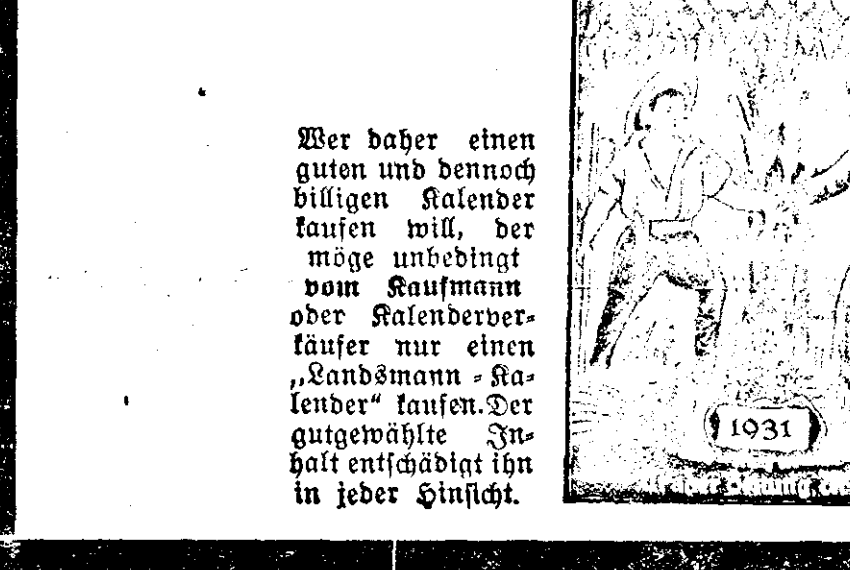 Wer daher einen
guten und dennoch
billigen Kalender
kaufen will, der
möge unbedingt
vom Kaufmann
oder Kalenderver-
käufer nur einen
„Landsmann - Ka-
lender“ kaufen. Der
gutgewählte In-
halt entschädigt ihn
in jeder Hinsicht.
1931